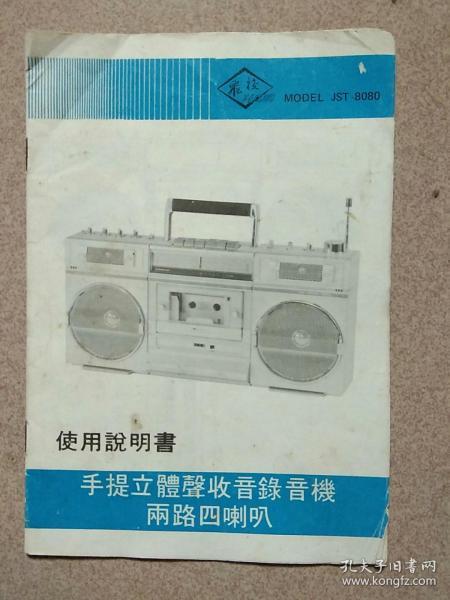 MODEL JST-8080
使用說明書
手提立體聲收音錄音機
兩路四喇叭
孔夫子旧书网
www.kongfz.com